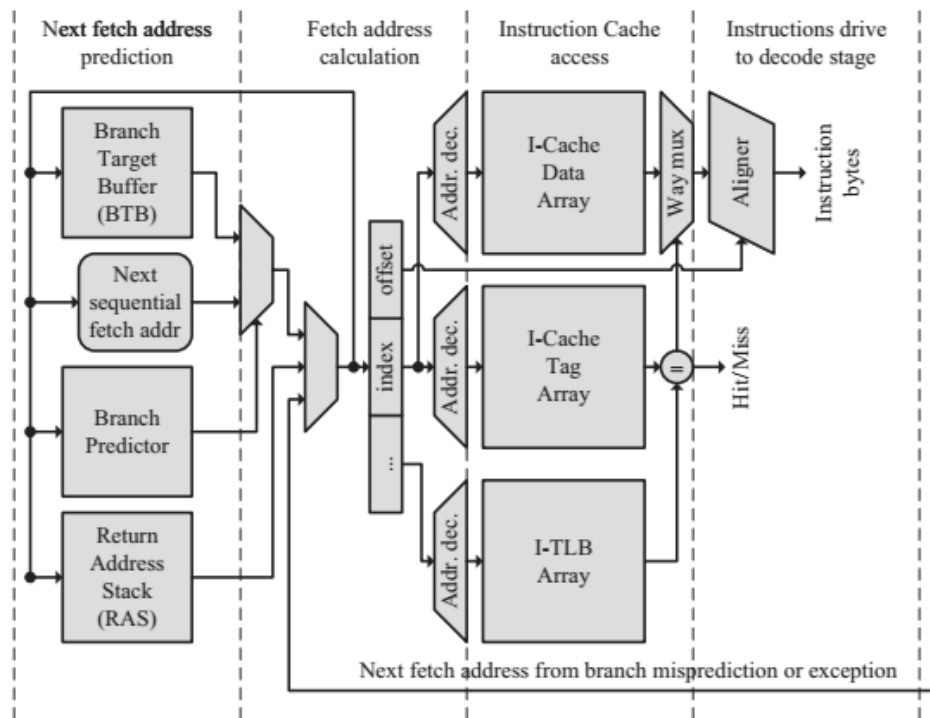 Next fetch address
prediction
Fetch address
calculation
Instruction Cache
access
Instructions drive
to decode stage
Branch
Target
Buffer
(BTB)
Next
sequential
fetch addr
Branch
Predictor
Return
Address
Stack
(RAS)
offset
index
...
Addr. dec.
I-Cache
Data
Array
Way mux
Aligner
Instruction
bytes
Addr. dec.
I-Cache
Tag
Array
=
Hit/Miss
Addr. dec.
I-TLB
Array
Next fetch address from branch misprediction or exception